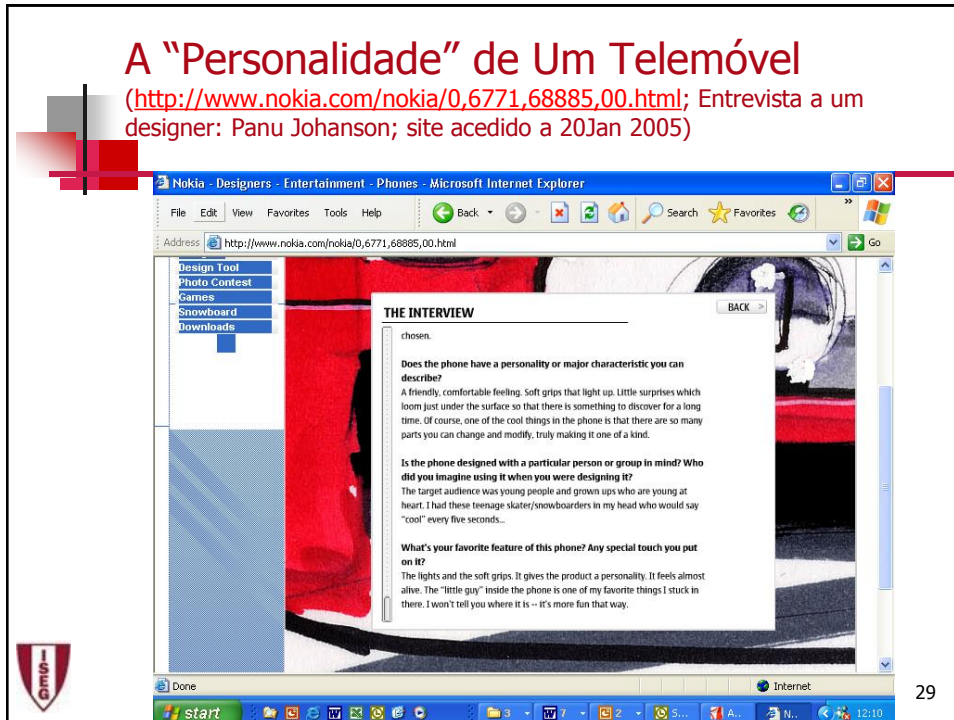 A “Personalidade” de Um Telemóvel
(http://www.nokia.com/nokia/0,6771,68885,00.html; Entrevista a um
designer: Panu Johanson; site acedido a 20Jan 2005)
Nokia - Designers - Entertainment - Phones - Microsoft Internet Explorer
File Edit View Favorites Tools Help Back Search Favorites »
Address http://www.nokia.com/nokia/0,6771,68885,00.html Go
Design Tool
Photo Contest
Games
Snowboard
Downloads
BACK >
THE INTERVIEW
chosen.
Does the phone have a personality or major characteristic you can
describe?
A friendly, comfortable feeling. Soft grips that light up. Little surprises which
loom just under the surface so that there is something to discover for a long
time. Of course, one of the cool things in the phone is that there are so many
parts you can change and modify, truly making it one of a kind.
Is the phone designed with a particular person or group in mind? Who
did you imagine using it when you were designing it?
The target audience was young people and grown ups who are young at
heart. I had these teenage skater/snowboarders in my head who would say
“cool” every five seconds...
What's your favorite feature of this phone? Any special touch you put
on it?
The lights and the soft grips. It gives the product a personality. It feels almost
alive. The “little guy” inside the phone is one of my favorite things I stuck in
there. I won't tell you where it is -- it's more fun that way.
ISEG
Done Internet
29
start 3 7 2 S... A.. N.. 12:10